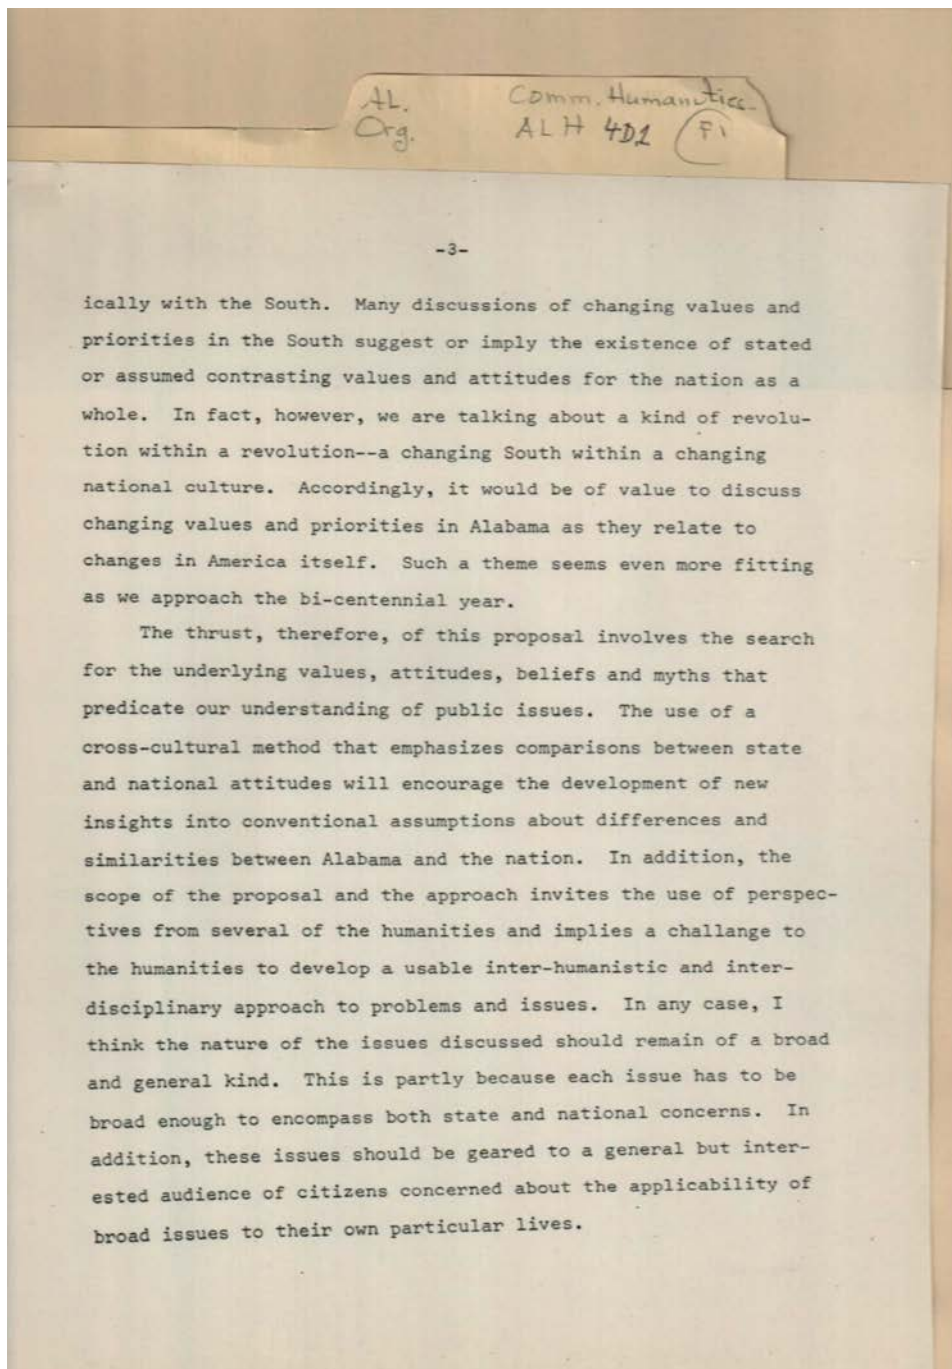 AL. Comm. Humanities
Org. ALH 4D1 F1
-3-
ically with the South. Many discussions of changing values and
priorities in the South suggest or imply the existence of stated
or assumed contrasting values and attitudes for the nation as a
whole. In fact, however, we are talking about a kind of revolu-
tion within a revolution--a changing South within a changing
national culture. Accordingly, it would be of value to discuss
changing values and priorities in Alabama as they relate to
changes in America itself. Such a theme seems even more fitting
as we approach the bi-centennial year.
The thrust, therefore, of this proposal involves the search
for the underlying values, attitudes, beliefs and myths that
predicate our understanding of public issues. The use of a
cross-cultural method that emphasizes comparisons between state
and national attitudes will encourage the development of new
insights into conventional assumptions about differences and
similarities between Alabama and the nation. In addition, the
scope of the proposal and the approach invites the use of perspec-
tives from several of the humanities and implies a challange to
the humanities to develop a usable inter-humanistic and inter-
disciplinary approach to problems and issues. In any case, I
think the nature of the issues discussed should remain of a broad
and general kind. This is partly because each issue has to be
broad enough to encompass both state and national concerns. In
addition, these issues should be geared to a general but inter-
ested audience of citizens concerned about the applicability of
broad issues to their own particular lives.